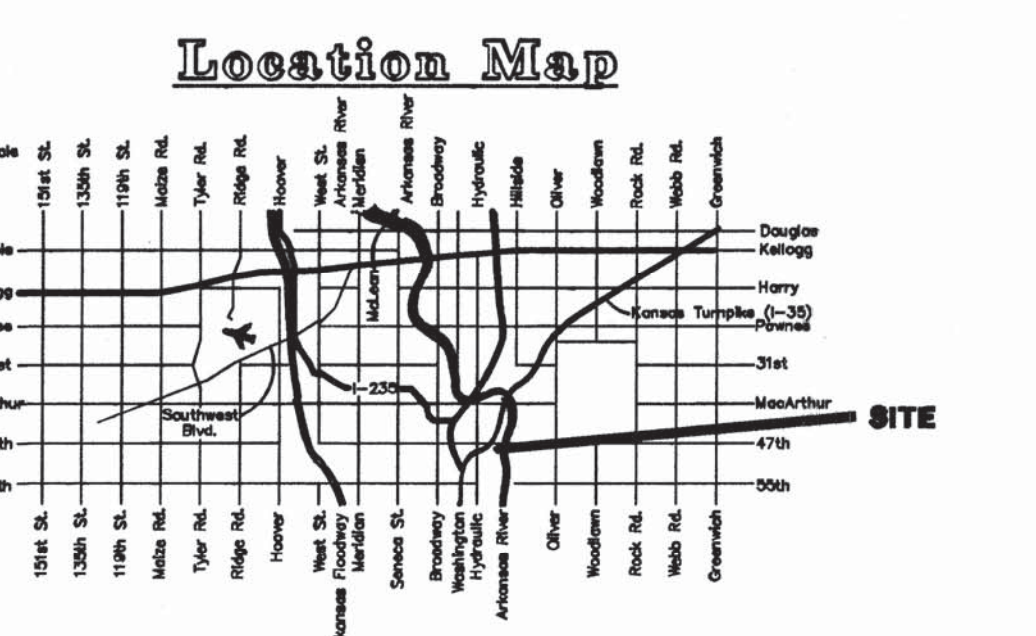 Location Map
151st St.
135th St.
119th St.
Maize Rd.
Tyler Rd.
Ridge Rd.
Hoover
West St.
Arkansas River
Meridian
Arkansas River
Broadway
Hydraulic
Hillside
Oliver
Woodlawn
Rock Rd.
Webb Rd.
Greenwich
Douglas
Kellogg
Harry
Kansas Turnpike (I-35)
Pawnee
31st
MacArthur
47th
55th
McLean
I-235
Southwest
Blvd.
SITE
151st St.
135th St.
119th St.
Maize Rd.
Tyler Rd.
Ridge Rd.
Hoover
West St.
kansas Floodway
Meridian
Seneca St.
Broadway
Washington
Hydraulic
Arkansas River
Oliver
Woodlawn
Rock Rd.
Webb Rd.
Greenwich